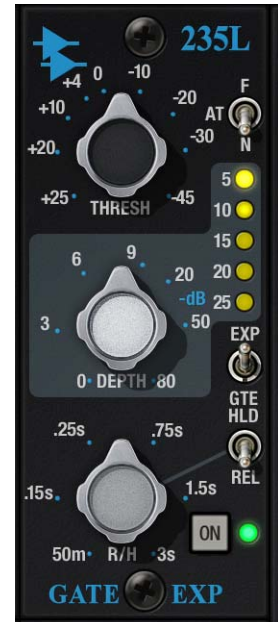 235L
+4 0 -10
+10 -20
+20 -30
+25 THRESH -45
F
AT
N
5
10
15
20
25
-dB
6 9 20
3 50
0 DEPTH 80
EXP
GTE
HLD
REL
.25s .75s
.15s 1.5s
50m R/H 3s
ON
GATE EXP